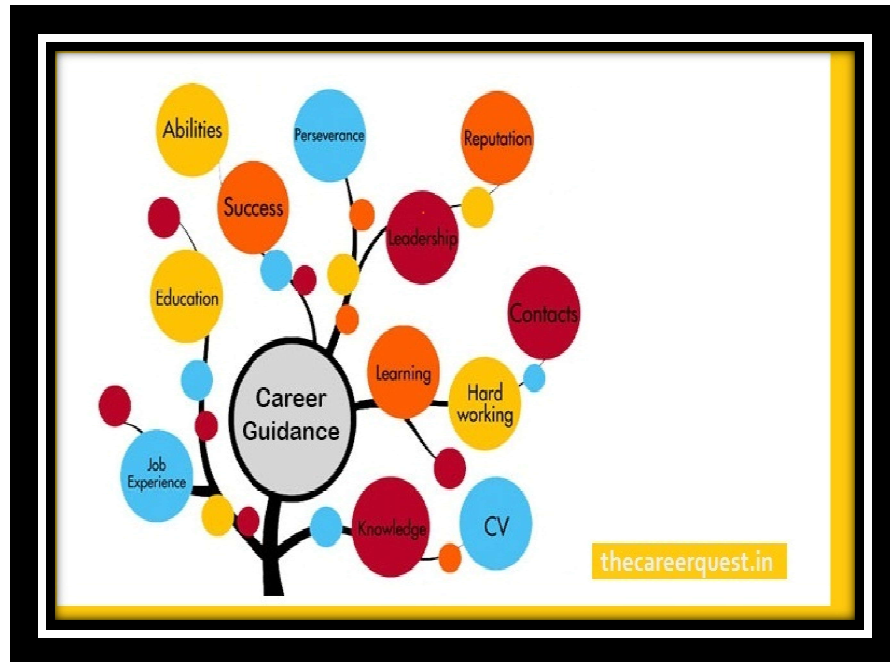 Abilities
Perseverance
Reputation
Success
Leadership
Education
Contacts
Learning
Career
Guidance
Hard
working
Job
Experience
Knowledge
CV
thecareerquest.in